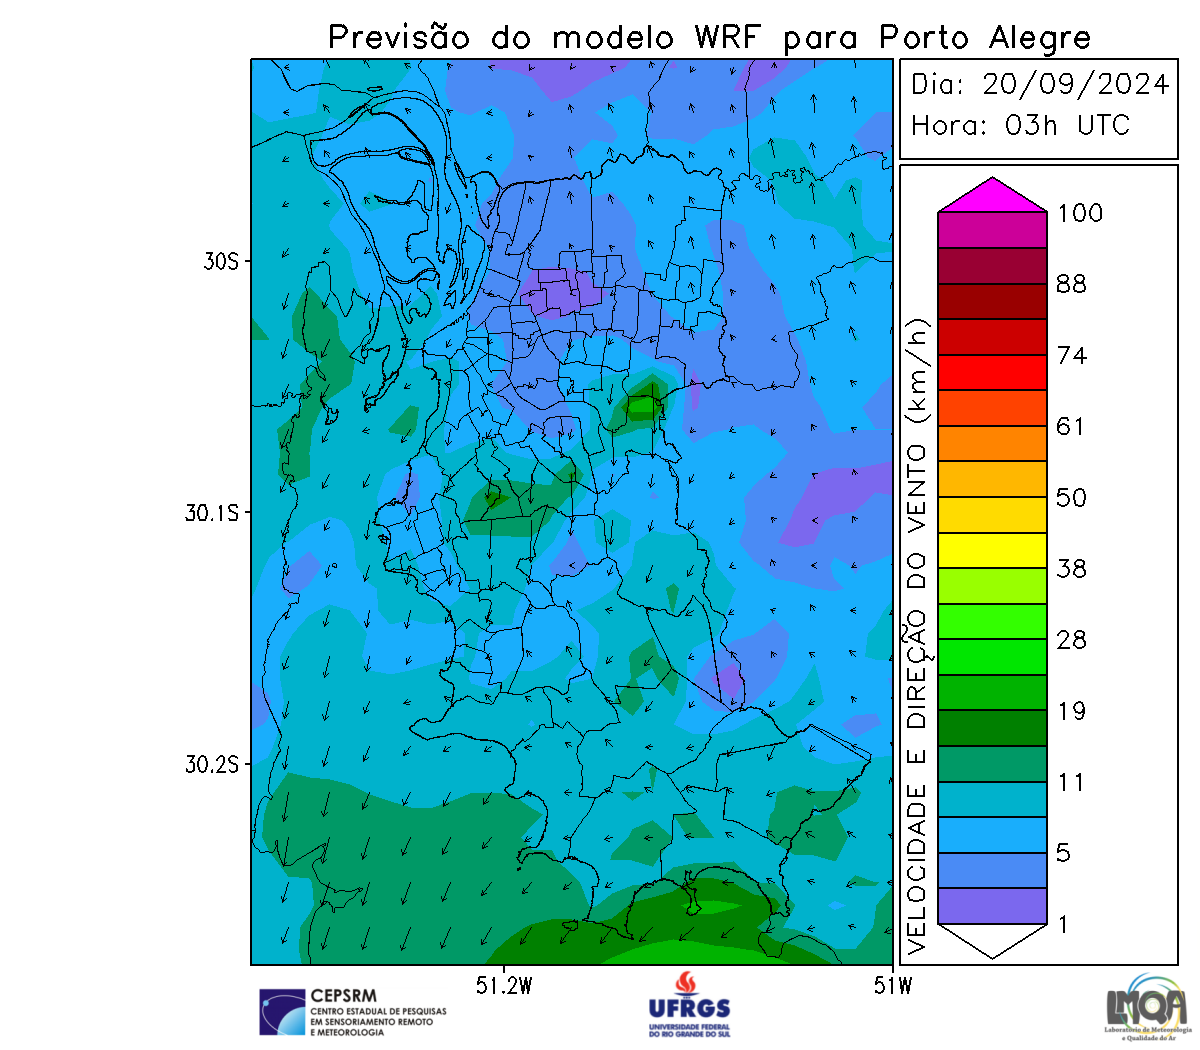 Previsão do modelo WRF para Porto Alegre
Dia: 20/09/2024
Hora: 03h UTC
30S
30.1S
30.2S
51.2W
51W
VELOCIDADE E DIREÇÃO DO VENTO (km/h)
100
88
74
61
50
38
28
19
11
5
1
CEPSRM
CENTRO ESTADUAL DE PESQUISAS
EM SENSORIAMENTO REMOTO
E METEOROLOGIA
UFRGS
UNIVERSIDADE FEDERAL
DO RIO GRANDE DO SUL
LMQA
Laboratório de Meteorologia
e Qualidade do Ar